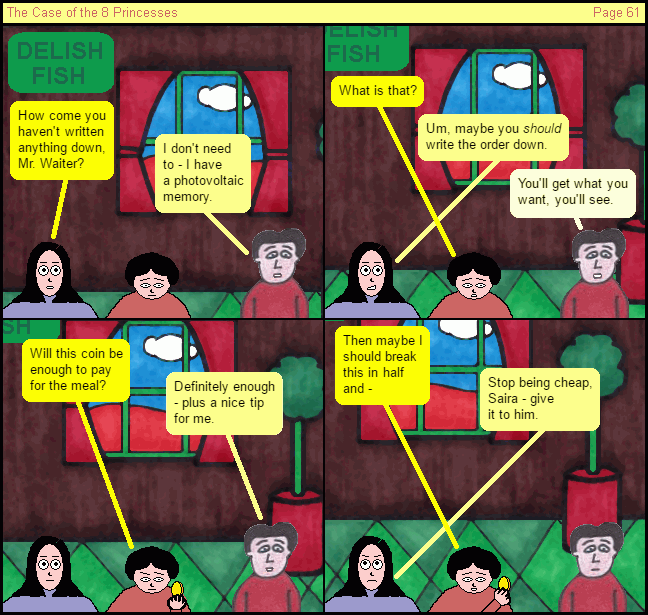 The Case of the 8 Princesses
Page 61
DELISH
FISH
How come you
haven't written
anything down,
Mr. Waiter?
I don't need
to - I have
a photovoltaic
memory.
ELISH
FISH
What is that?
Um, maybe you should
write the order down.
You'll get what you
want, you'll see.
SH
Will this coin be
enough to pay
for the meal?
Definitely enough
- plus a nice tip
for me.
Then maybe I
should break
this in half
and -
Stop being cheap,
Saira - give
it to him.